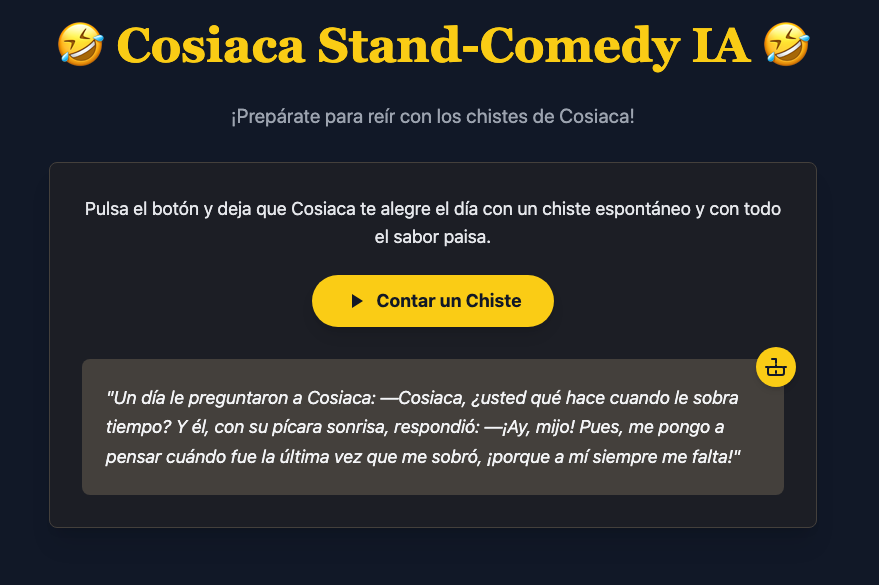 🤣 Cosiaca Stand-Comedy IA 🤣
¡Prepárate para reír con los chistes de Cosiaca!
Pulsa el botón y deja que Cosiaca te alegre el día con un chiste espontáneo y con todo
el sabor paisa.
Contar un Chiste
"Un día le preguntaron a Cosiaca: —Cosiaca, ¿usted qué hace cuando le sobra
tiempo? Y él, con su pícara sonrisa, respondió: —¡Ay, mijo! Pues, me pongo a
pensar cuándo fue la última vez que me sobró, ¡porque a mí siempre me falta!"